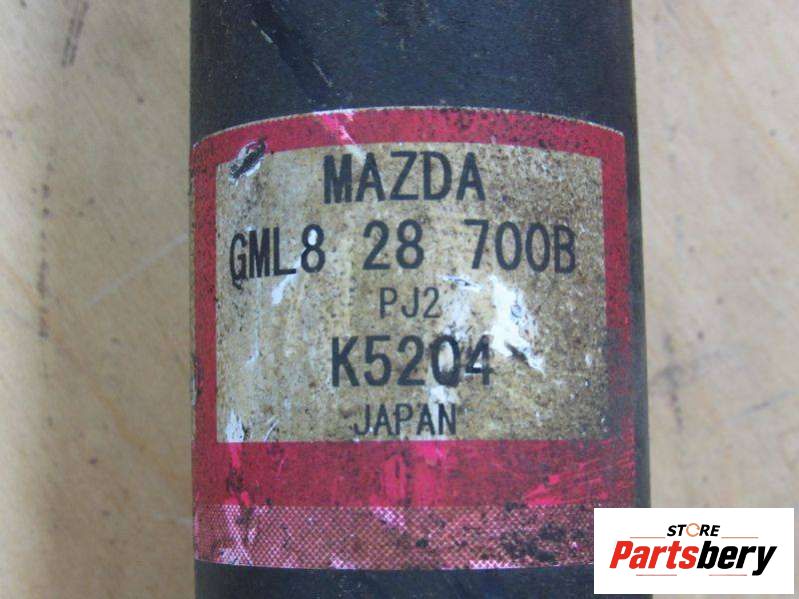 MAZDA
GML8 28 700B
PJ2
K5204
JAPAN
STORE
Partsbery